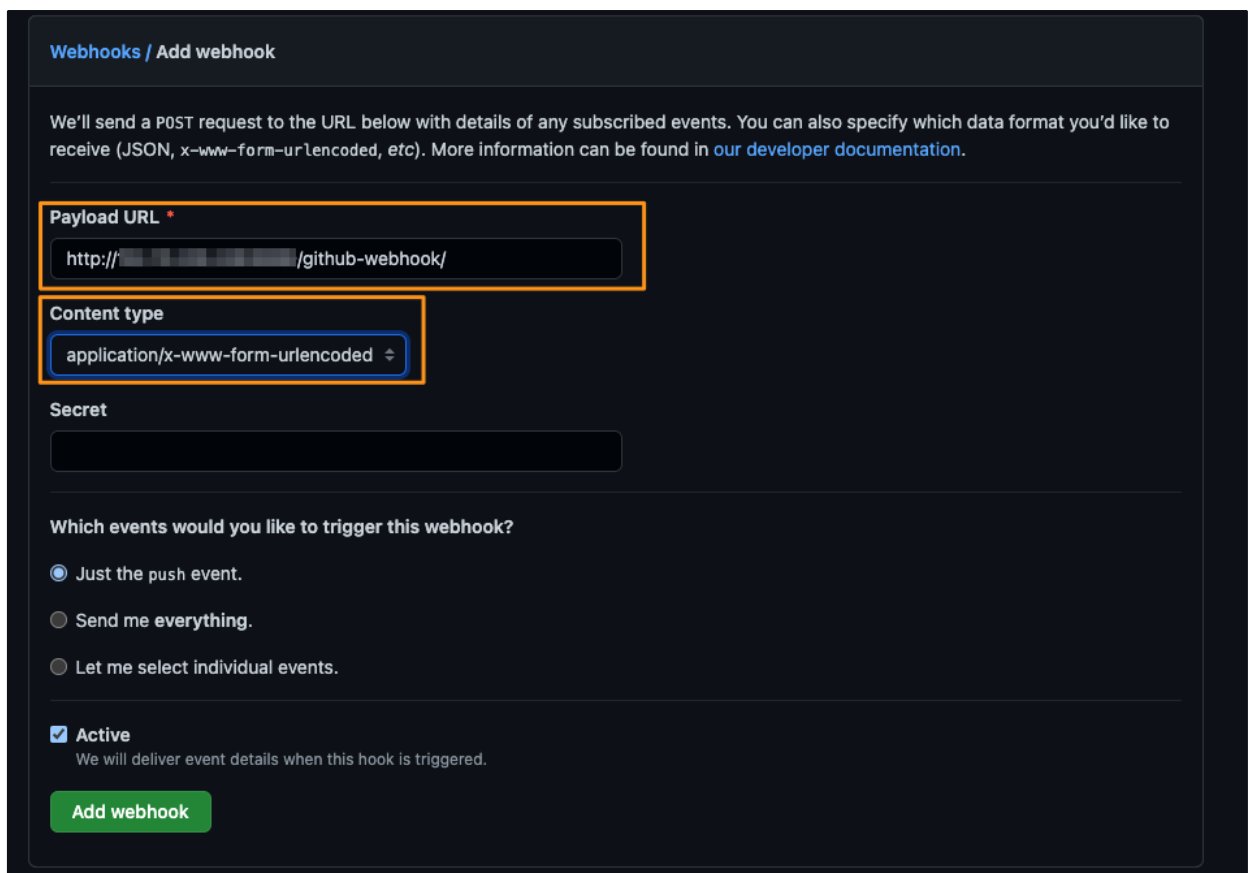 Webhooks / Add webhook
We'll send a POST request to the URL below with details of any subscribed events. You can also specify which data format you'd like to
receive (JSON, x-www-form-urlencoded, etc). More information can be found in our developer documentation.
Payload URL *
http:// /github-webhook/
Content type
application/x-www-form-urlencoded
Secret
Which events would you like to trigger this webhook?
Just the push event.
Send me everything.
Let me select individual events.
Active
We will deliver event details when this hook is triggered.
Add webhook